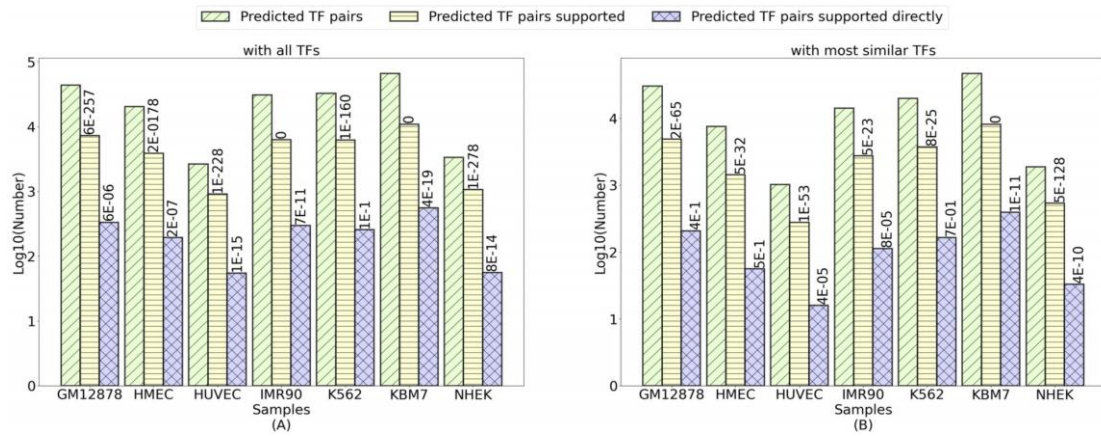 Predicted TF pairs
Predicted TF pairs supported
Predicted TF pairs supported directly
with all TFs
Log10(Number)
5
4
3
2
1
0
6E-257
6E-06
2E-0178
2E-07
1E-228
1E-15
0
7E-11
1E-160
1E-1
0
4E-19
1E-278
8E-14
GM12878 HMEC HUVEC IMR90 K562 KBM7 NHEK
Samples
(A)
with most similar TFs
Log10(Number)
4
3
2
1
0
2E-65
4E-1
5E-32
5E-1
1E-53
4E-05
5E-23
8E-05
8E-25
7E-01
0
1E-11
5E-128
4E-10
GM12878 HMEC HUVEC IMR90 K562 KBM7 NHEK
Samples
(B)